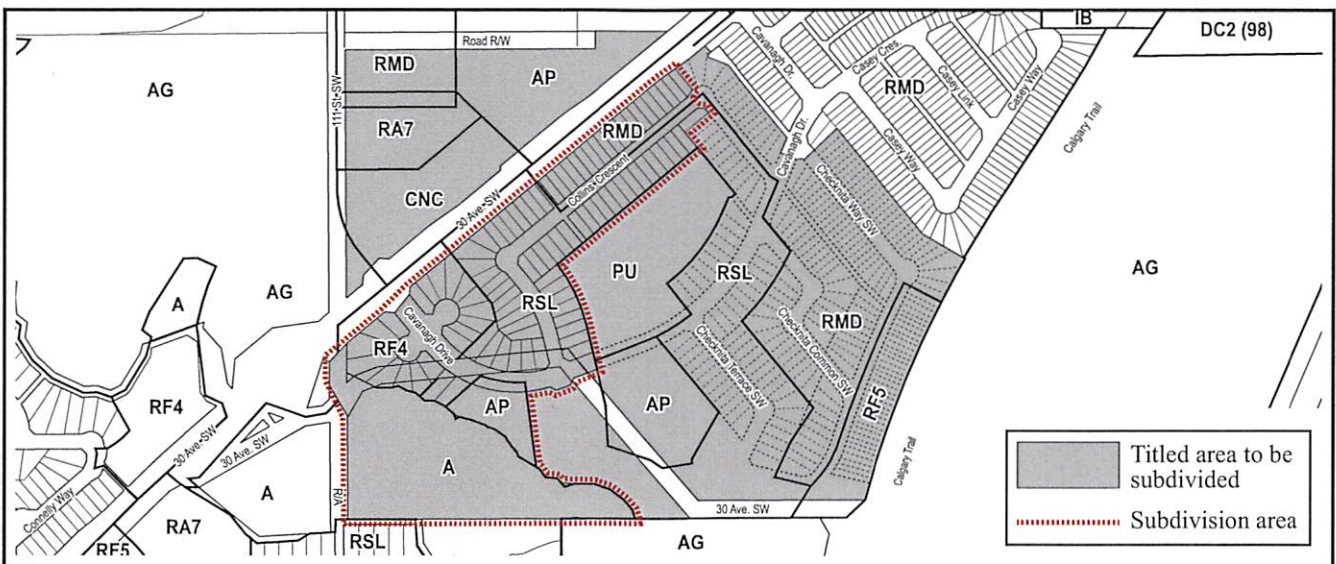 IB
DC2 (98)
Road R/W
RMD
AP
AG
111 St. SW
RA7
CNC
30 Ave. SW
RMD
Collins Crescent
Cavanagh Dr.
Casey Cres.
RMD
Casey Link
Casey Way
Casey Way
Calgary Trail
Cavanagh Dr.
Checknita Way SW
AG
AG
A
PU
RSL
RSL
RMD
Cavanagh Drive
RF4
Checknita Common SW
Checknita Terrace SW
RF5
AP
AP
RF4
30 Ave. SW
30 Ave. SW
A
A
R/A
Connelly Way
RA7
RF5
RSL
AG
30 Ave. SW
Calgary Trail
Titled area to be
subdivided
Subdivision area